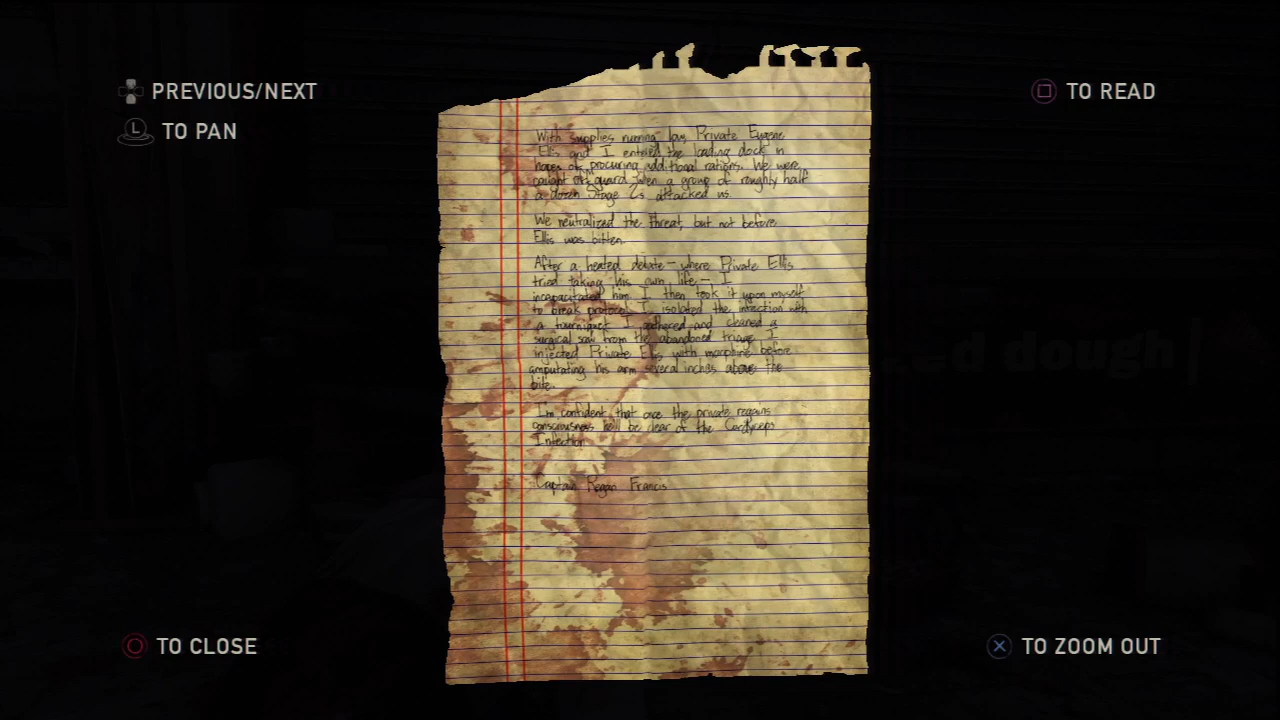 PREVIOUS/NEXT
L TO PAN
TO READ
With supplies running low, Private Eugene
Ellis and I entered the loading dock in
hopes of procuring additional rations. We were
caught off guard when a group of roughly half
a dozen Stage 2s attacked us.
We neutralized the threat, but not before
Ellis was bitten.
After a heated debate - where Private Ellis
tried taking his own life - I
incapacitated him. I then took it upon myself
to break protocol. I isolated the infection with
a tourniquet. I gathered and cleaned a
surgical saw from the abandoned triage. I
injected Private Ellis with morphine before
amputating his arm several inches above the
bite.
I'm confident that once the private regains
consciousness he'll be clear of the Cordyceps
Infection.
Captain Regan Francis
d dough
TO CLOSE
TO ZOOM OUT